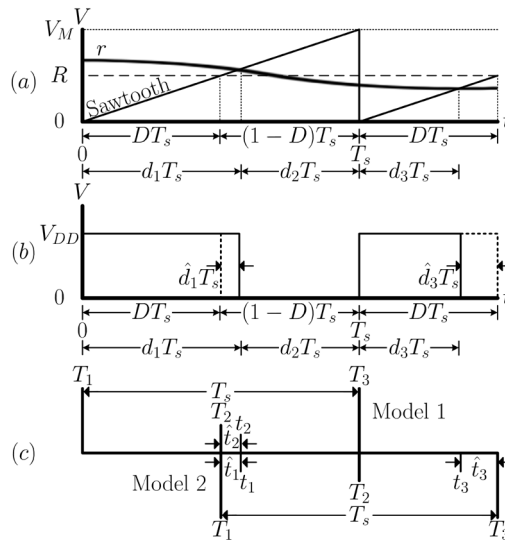 V
V_M
r
(a)
R
Sawtooth
0
t
DT_s
(1 − D)T_s
DT_s
0
T_s
d_1T_s
d_2T_s
d_3T_s
V
V_DD
(b)
d̂_1T_s
d̂_3T_s
0
t
DT_s
(1 − D)T_s
DT_s
0
T_s
d_1T_s
d_2T_s
d_3T_s
T_1
T_s
T_3
T_2
Model 1
t̂_2
t_2
(c)
t̂_1
t_1
t_3
t̂_3
Model 2
T_2
T_1
T_s
T_3